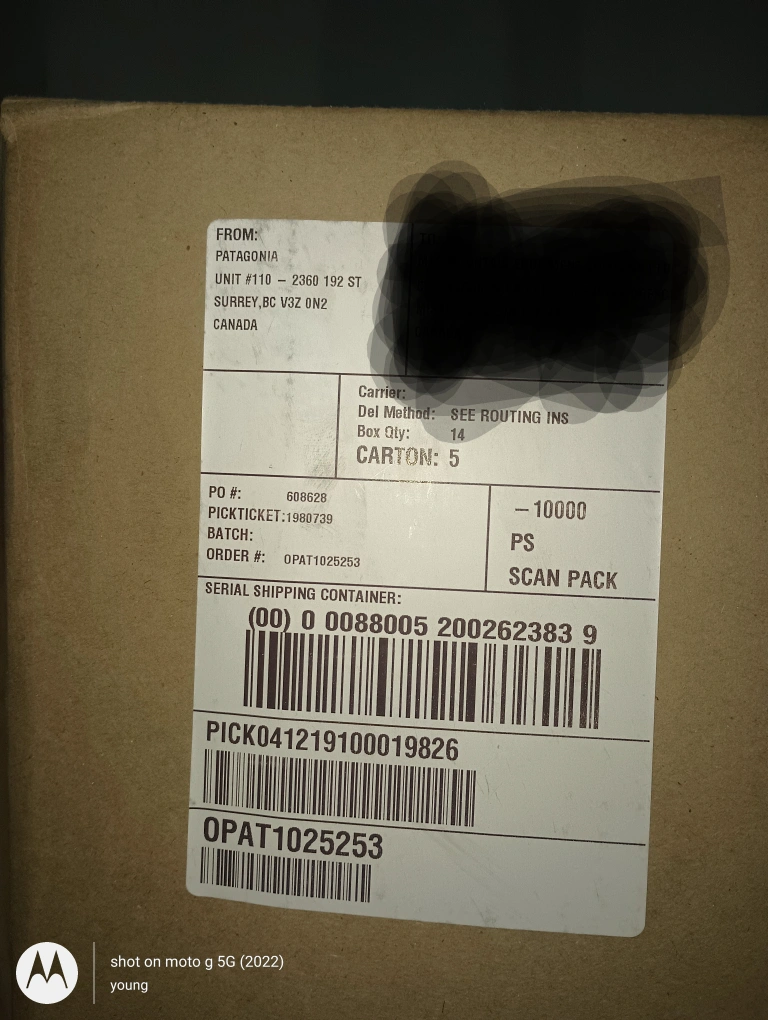 FROM:
PATAGONIA
UNIT #110 – 2360 192 ST
SURREY,BC V3Z 0N2
CANADA
Carrier:
Del Method: SEE ROUTING INS
Box Qty: 14
CARTON: 5
PO #: 608628
PICKTICKET:1980739
BATCH:
ORDER #: OPAT1025253
–10000
PS
SCAN PACK
SERIAL SHIPPING CONTAINER:
(00) 0 0088005 200262383 9
PICK041219100019826
OPAT1025253
shot on moto g 5G (2022)
young